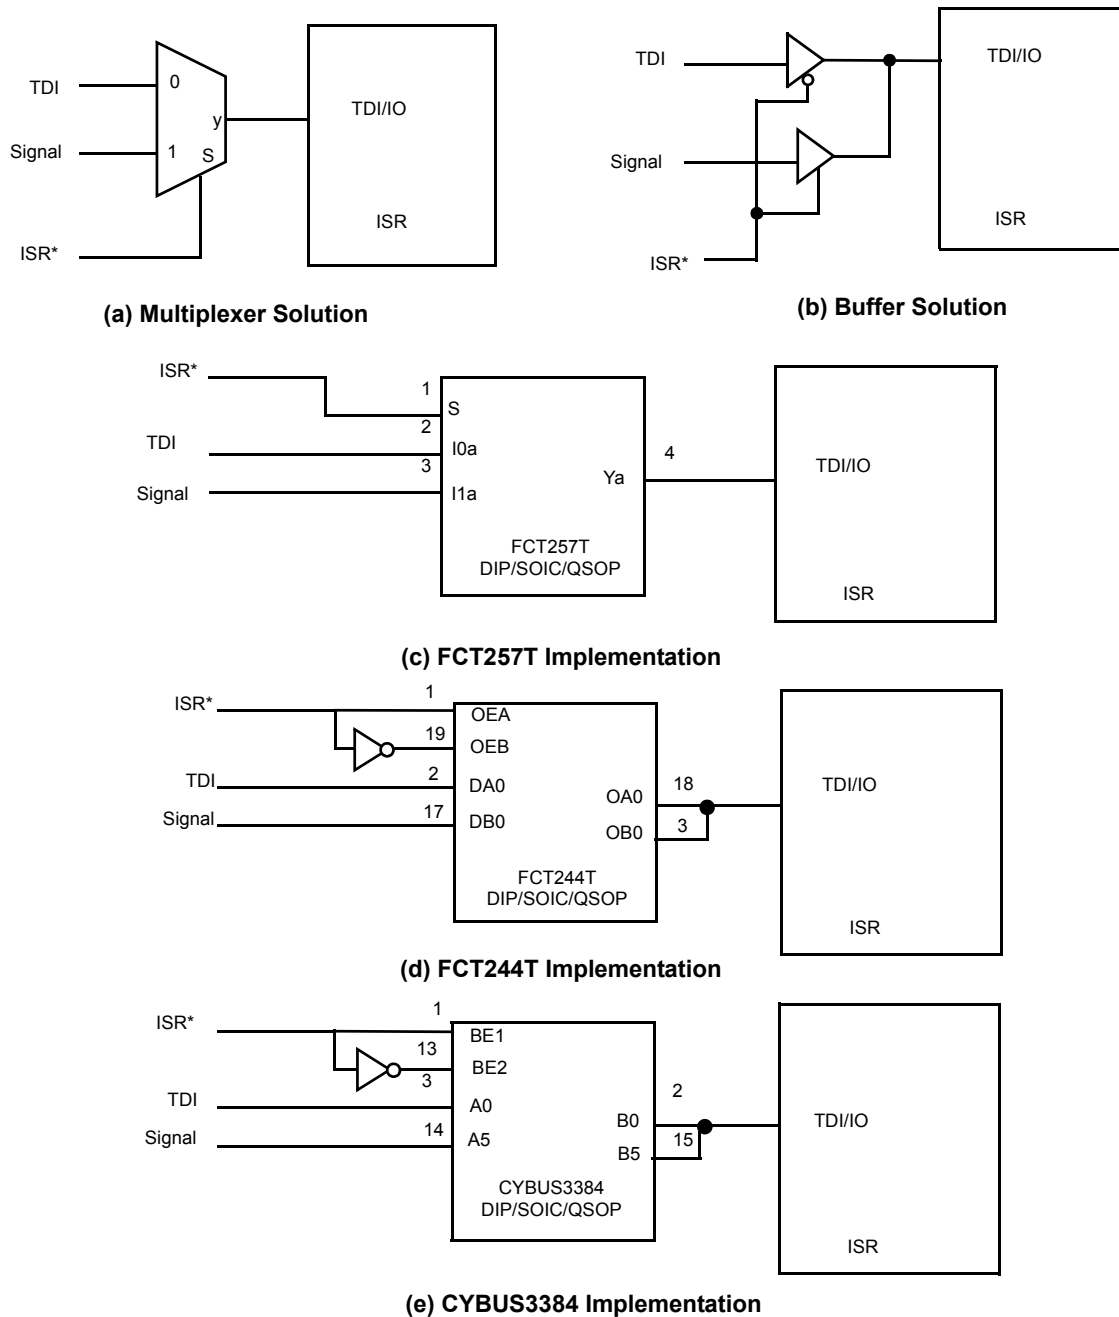 TDI
0
TDI/IO
y
Signal
1
S
ISR
ISR*
(a) Multiplexer Solution
TDI
TDI/IO
Signal
ISR
ISR*
(b) Buffer Solution
ISR*
1
S
2
TDI
I0a
3
Signal
I1a
Ya
4
TDI/IO
FCT257T
DIP/SOIC/QSOP
ISR
(c) FCT257T Implementation
ISR*
1
OEA
19
OEB
TDI
2
DA0
Signal
17
DB0
OA0
18
OB0
3
TDI/IO
FCT244T
DIP/SOIC/QSOP
ISR
(d) FCT244T Implementation
ISR*
1
BE1
13
BE2
3
TDI
A0
Signal
14
A5
B0
2
B5
15
TDI/IO
CYBUS3384
DIP/SOIC/QSOP
ISR
(e) CYBUS3384 Implementation